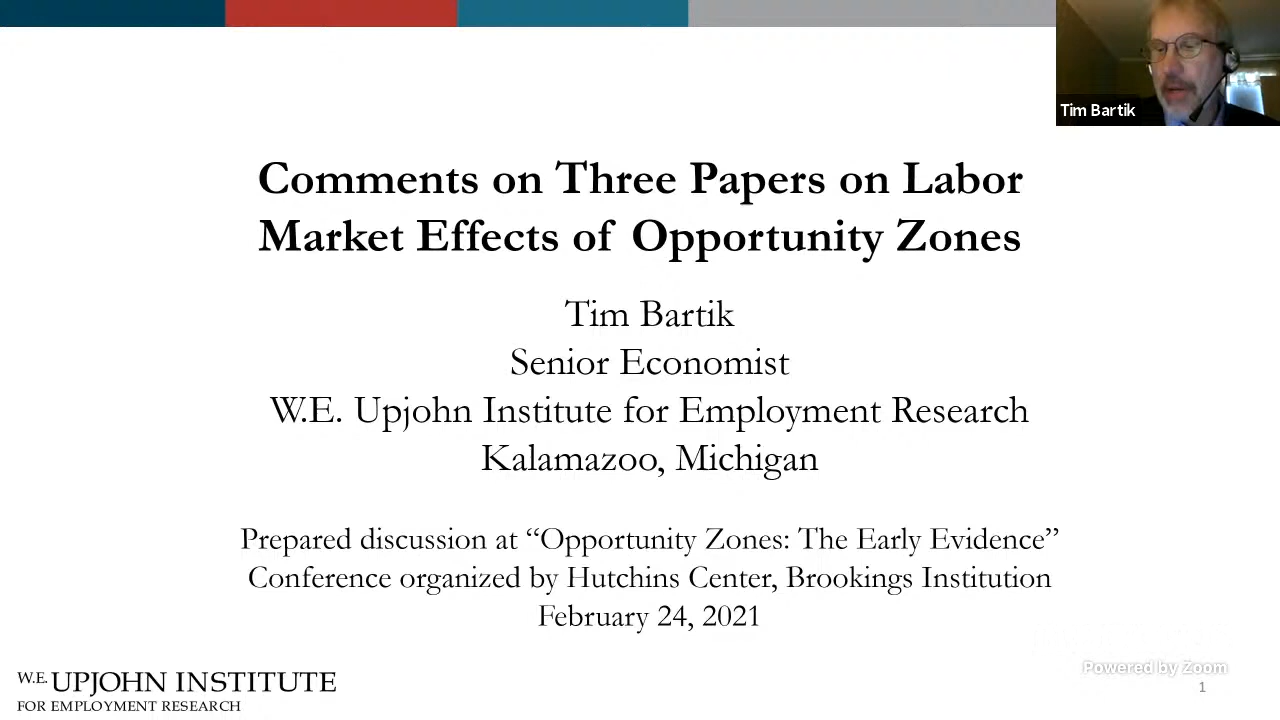 Tim Bartik
Comments on Three Papers on Labor
Market Effects of Opportunity Zones
Tim Bartik
Senior Economist
W.E. Upjohn Institute for Employment Research
Kalamazoo, Michigan
Prepared discussion at “Opportunity Zones: The Early Evidence”
Conference organized by Hutchins Center, Brookings Institution
February 24, 2021
Powered by Zoom
W.E. UPJOHN INSTITUTE
FOR EMPLOYMENT RESEARCH
1